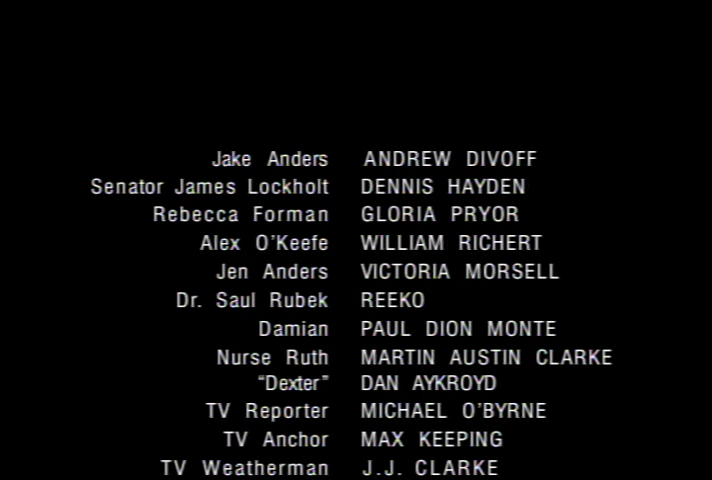 Jake Anders ANDREW DIVOFF
Senator James Lockholt DENNIS HAYDEN
Rebecca Forman GLORIA PRYOR
Alex O'Keefe WILLIAM RICHERT
Jen Anders VICTORIA MORSELL
Dr. Saul Rubek REEKO
Damian PAUL DION MONTE
Nurse Ruth MARTIN AUSTIN CLARKE
“Dexter” DAN AYKROYD
TV Reporter MICHAEL O'BYRNE
TV Anchor MAX KEEPING
TV Weatherman J.J. CLARKE